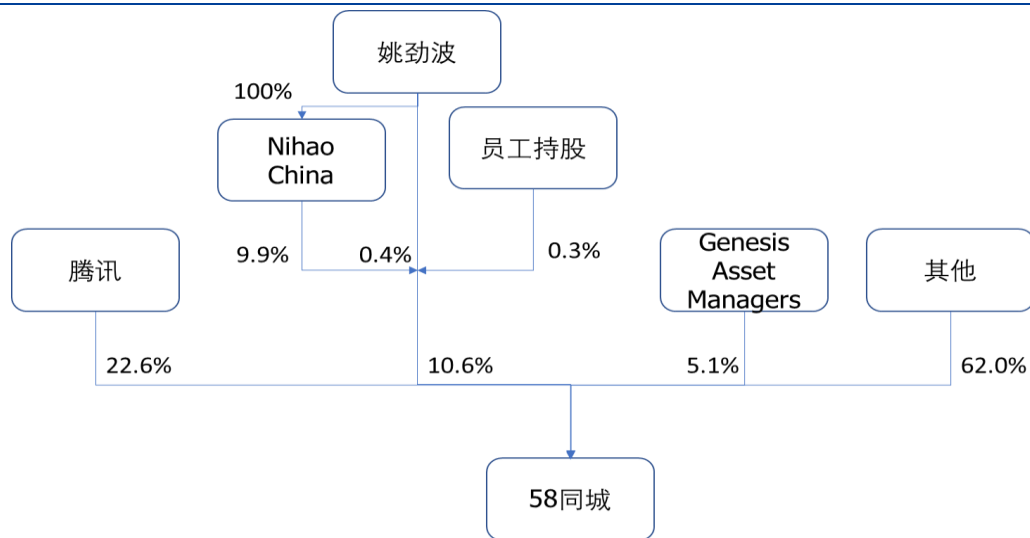 姚劲波
100%
Nihao
China
员工持股
9.9%
0.4%
0.3%
腾讯
Genesis
Asset
Managers
其他
22.6%
10.6%
5.1%
62.0%
58同城